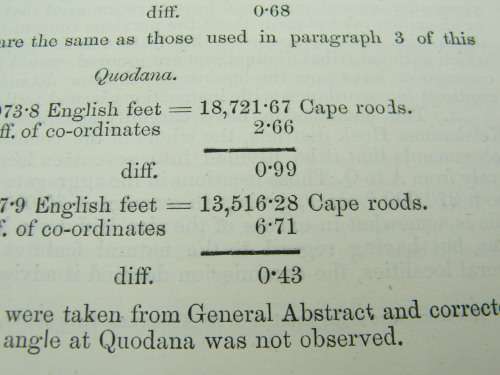 diff. 0·68
are the same as those used in paragraph 3 of this
Quodana.
073·8 English feet = 18,721·67 Cape roods.
ff. of co-ordinates 2·66
diff. 0·99
7·9 English feet = 13,516·28 Cape roods.
f. of co-ordinates 6·71
diff. 0·43
were taken from General Abstract and correcte
angle at Quodana was not observed.